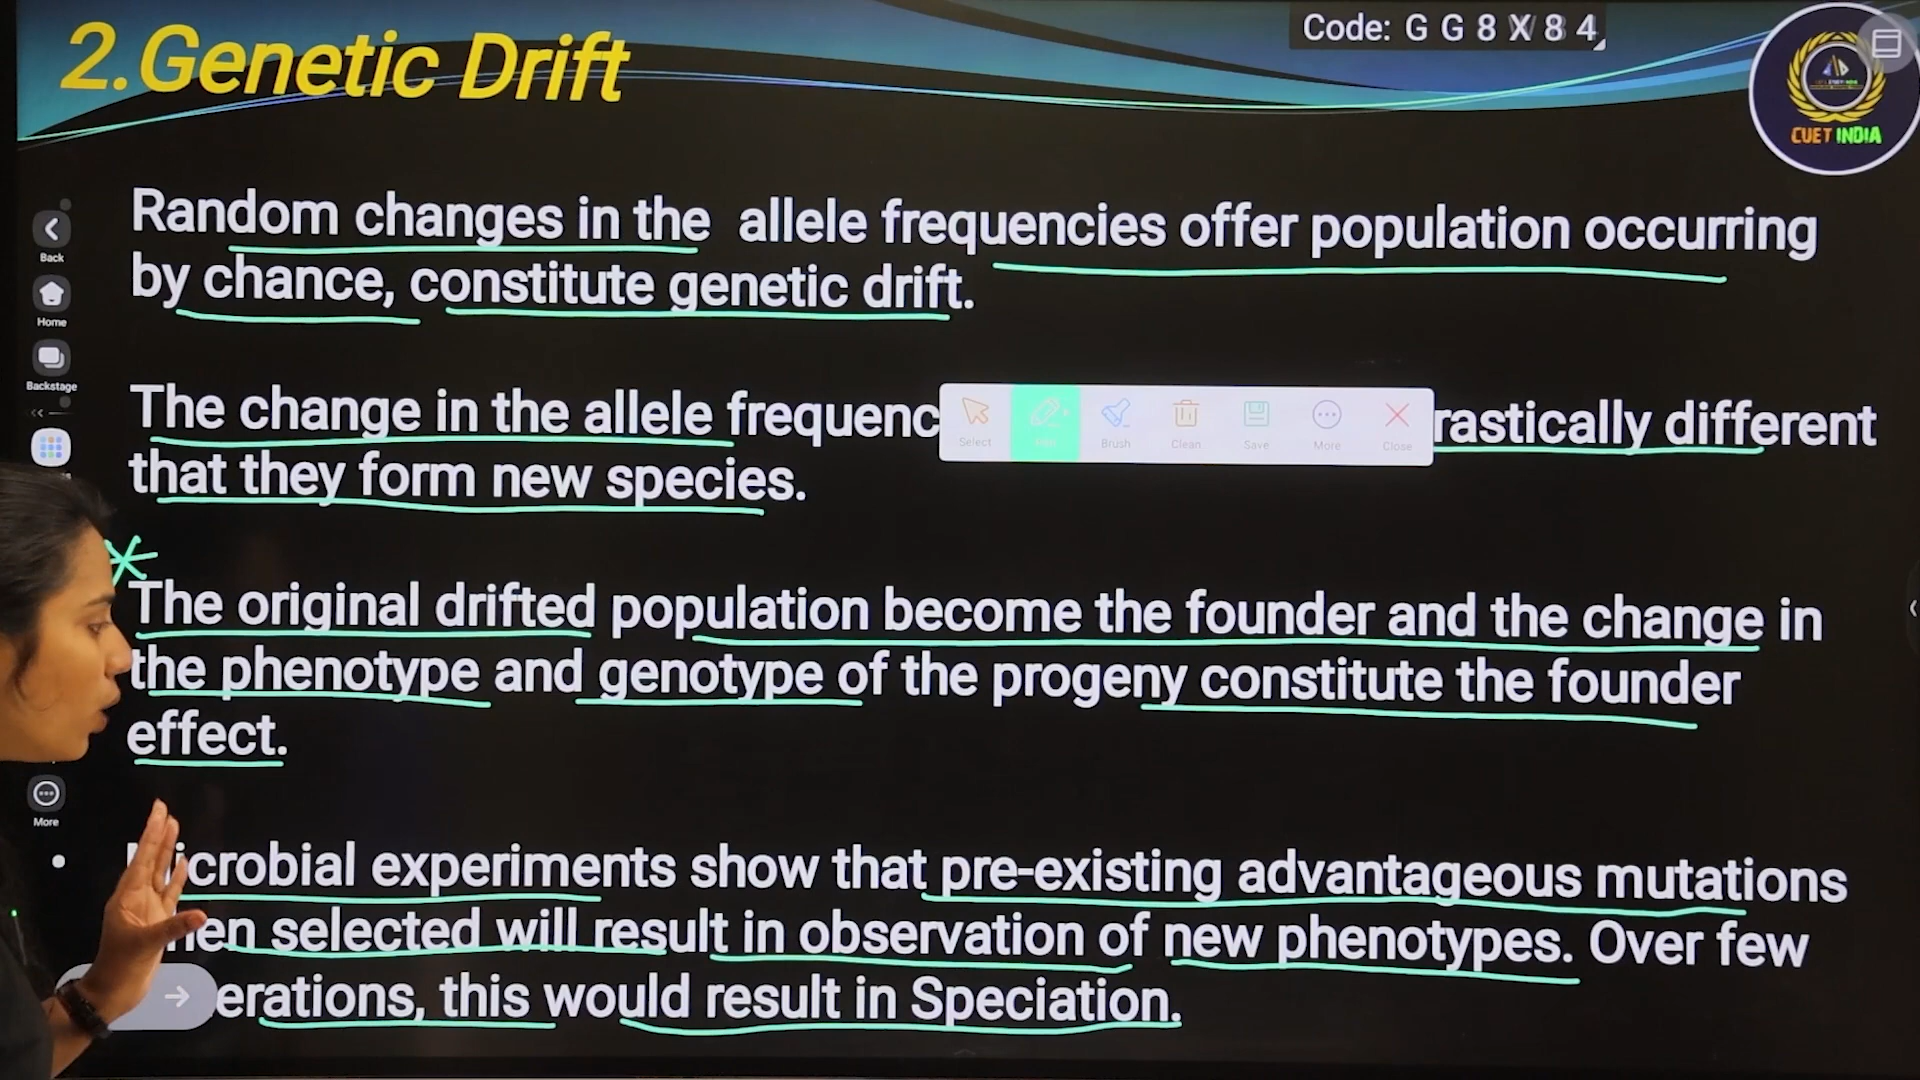 2.Genetic Drift
Code: G G 8 X 8 4
CUET INDIA
Random changes in the allele frequencies offer population occurring
by chance, constitute genetic drift.
Back
Home
Backstage
The change in the allele frequenc rastically different
Select Brush Clean Save More Close
that they form new species.
The original drifted population become the founder and the change in
the phenotype and genotype of the progeny constitute the founder
effect.
More
icrobial experiments show that pre-existing advantageous mutations
hen selected will result in observation of new phenotypes. Over few
erations, this would result in Speciation.